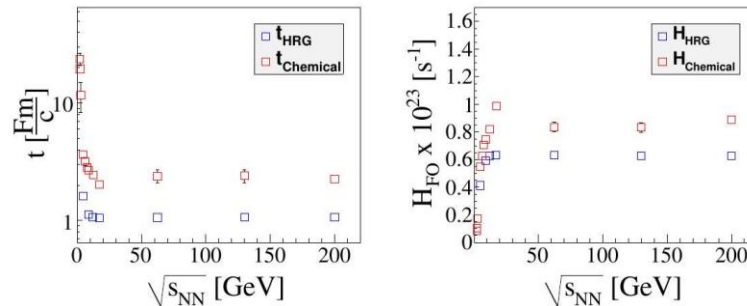 t [Fm/c]
10
1
t_HRG
t_Chemical
0 50 100 150 200
√s_NN [GeV]
H_FO x 10^23 [s^-1]
1.6
1.4
1.2
1
0.8
0.6
0.4
0.2
0
H_HRG
H_Chemical
50 100 150 200
√s_NN [GeV]